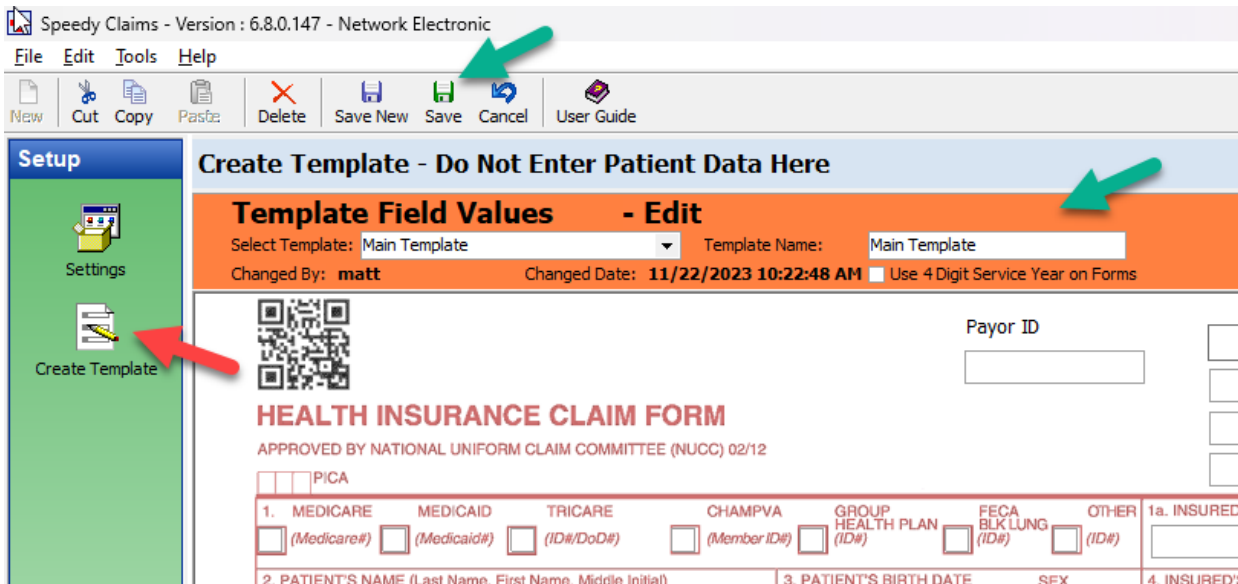 Speedy Claims - Version : 6.8.0.147 - Network Electronic
File Edit Tools Help
New Cut Copy Paste Delete Save New Save Cancel User Guide
Setup
Create Template - Do Not Enter Patient Data Here
Template Field Values - Edit
Select Template: Main Template Template Name: Main Template
Changed By: matt Changed Date: 11/22/2023 10:22:48 AM Use 4 Digit Service Year on Forms
Settings
Create Template
Payor ID
HEALTH INSURANCE CLAIM FORM
APPROVED BY NATIONAL UNIFORM CLAIM COMMITTEE (NUCC) 02/12
PICA
1. MEDICARE MEDICAID TRICARE CHAMPVA GROUP HEALTH PLAN FECA BLK LUNG OTHER 1a. INSURED
(Medicare#) (Medicaid#) (ID#/DoD#) (Member ID#) (ID#) (ID#) (ID#)
2. PATIENT'S NAME (Last Name, First Name, Middle Initial) 3. PATIENT'S BIRTH DATE SEX 4. INSURED'S